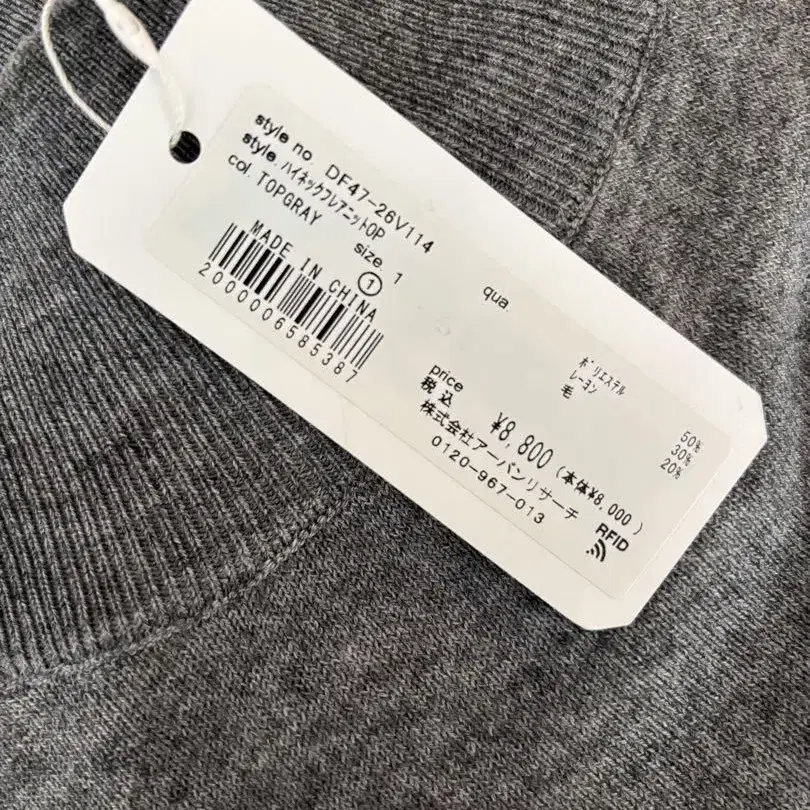 style no. DF47-26V114
style. ハイネックフレアニットOP
col. TOPGRAY size. 1
①
MADE IN CHINA
2000006585387
qua.
ポリエステル 50%
レーヨン 30%
毛 20%
price
税込 ¥8,800 (本体¥8,000)
株式会社アーバンリサーチ
0120-967-013
RFID